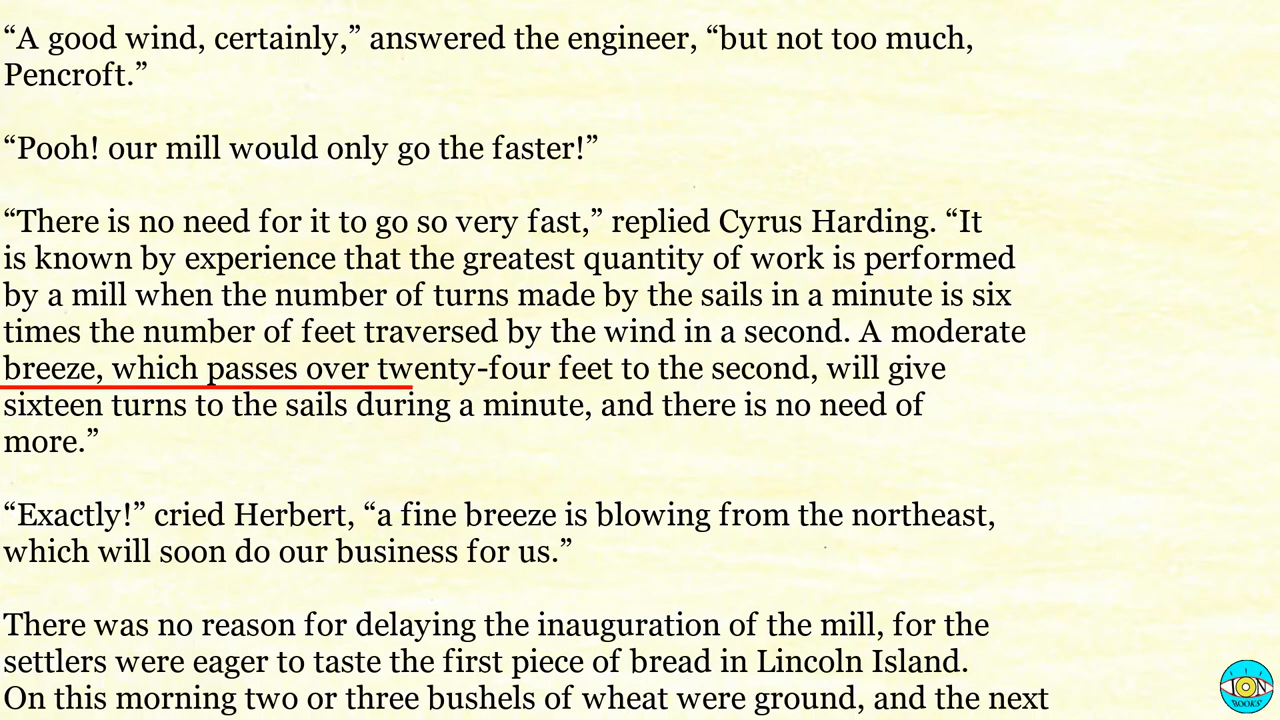 “A good wind, certainly,” answered the engineer, “but not too much,
Pencroft.”
“Pooh! our mill would only go the faster!”
“There is no need for it to go so very fast,” replied Cyrus Harding. “It
is known by experience that the greatest quantity of work is performed
by a mill when the number of turns made by the sails in a minute is six
times the number of feet traversed by the wind in a second. A moderate
breeze, which passes over twenty-four feet to the second, will give
sixteen turns to the sails during a minute, and there is no need of
more.”
“Exactly!” cried Herbert, “a fine breeze is blowing from the northeast,
which will soon do our business for us.”
There was no reason for delaying the inauguration of the mill, for the
settlers were eager to taste the first piece of bread in Lincoln Island.
On this morning two or three bushels of wheat were ground, and the next
ION
BOOKS